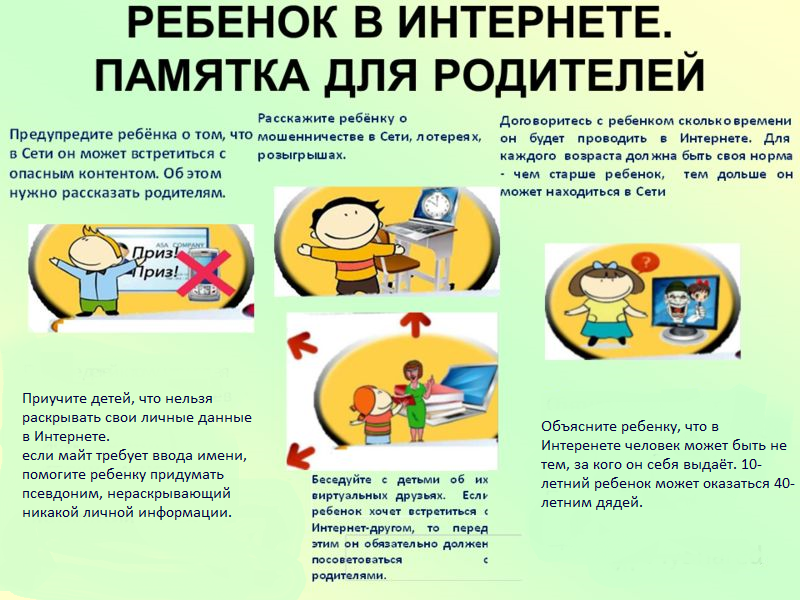 РЕБЕНОК В ИНТЕРНЕТЕ.
ПАМЯТКА ДЛЯ РОДИТЕЛЕЙ
Предупредите ребёнка о том, что
в Сети он может встретиться с
опасным контентом. Об этом
нужно рассказать родителям.
Расскажите ребёнку о
мошенничестве в Сети, лотереях,
розыгрышах.
Договоритесь с ребенком сколько времени
он будет проводить в Интернете. Для
каждого возраста должна быть своя норма
- чем старше ребенок, тем дольше он
может находиться в Сети
ASA COMPANY
Приз!
Приз!
?
Приучите детей, что нельзя
раскрывать свои личные данные
в Интернете.
если майт требует ввода имени,
помогите ребенку придумать
псевдоним, нераскрывающий
никакой личной информации.
Беседуйте с детьми об их
виртуальных друзьях. Если
ребенок хочет встретиться с
Интернет-другом, то перед
этим он обязательно должен
посоветоваться с
родителями.
Объясните ребенку, что в
Интеренете человек может быть не
тем, за кого он себя выдаёт. 10-
летний ребенок может оказаться 40-
летним дядей.